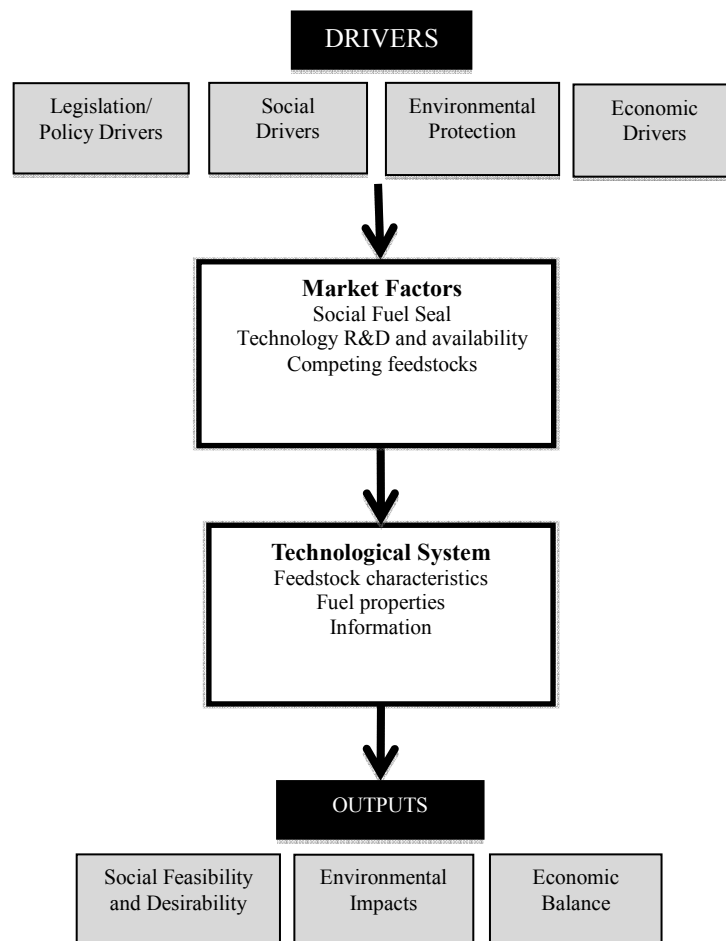 DRIVERS
Legislation/
Policy Drivers
Social
Drivers
Environmental
Protection
Economic
Drivers
Market Factors
Social Fuel Seal
Technology R&D and availability
Competing feedstocks
Technological System
Feedstock characteristics
Fuel properties
Information
OUTPUTS
Social Feasibility
and Desirability
Environmental
Impacts
Economic
Balance